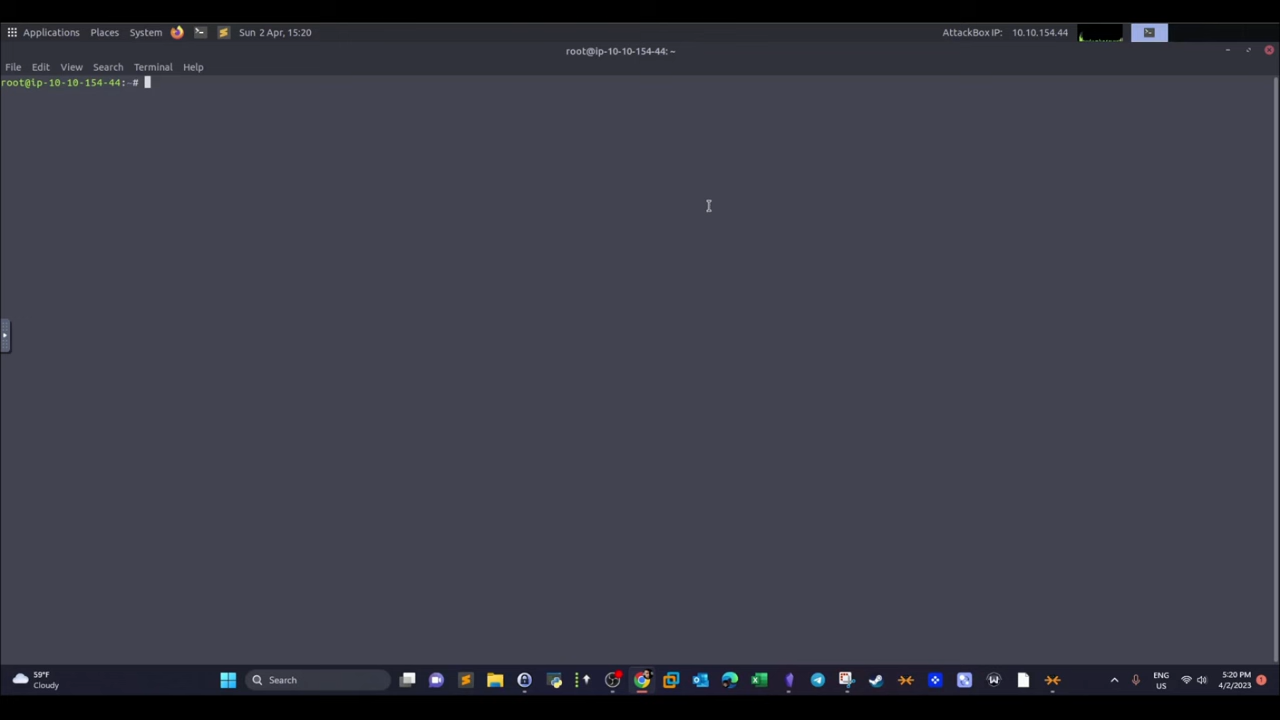 Applications Places System Sun 2 Apr, 15:20 AttackBox IP: 10.10.154.44
root@ip-10-10-154-44: ~
File Edit View Search Terminal Help
root@ip-10-10-154-44:~#
59°F
Cloudy
Search
ENG
US
5:20 PM
4/2/2023
1